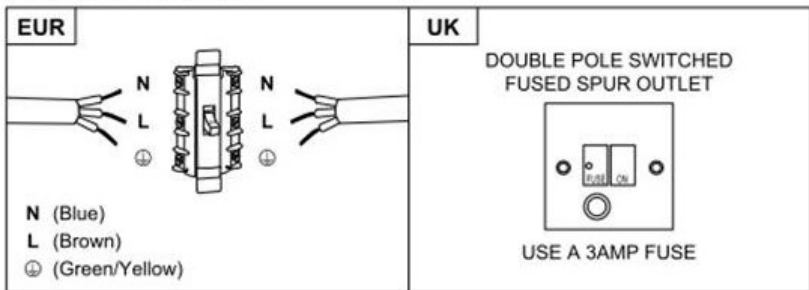 EUR
N
N
L
L
⏚
⏚
N (Blue)
L (Brown)
⏚ (Green/Yellow)
UK
DOUBLE POLE SWITCHED
FUSED SPUR OUTLET
FUSE
ON
USE A 3AMP FUSE